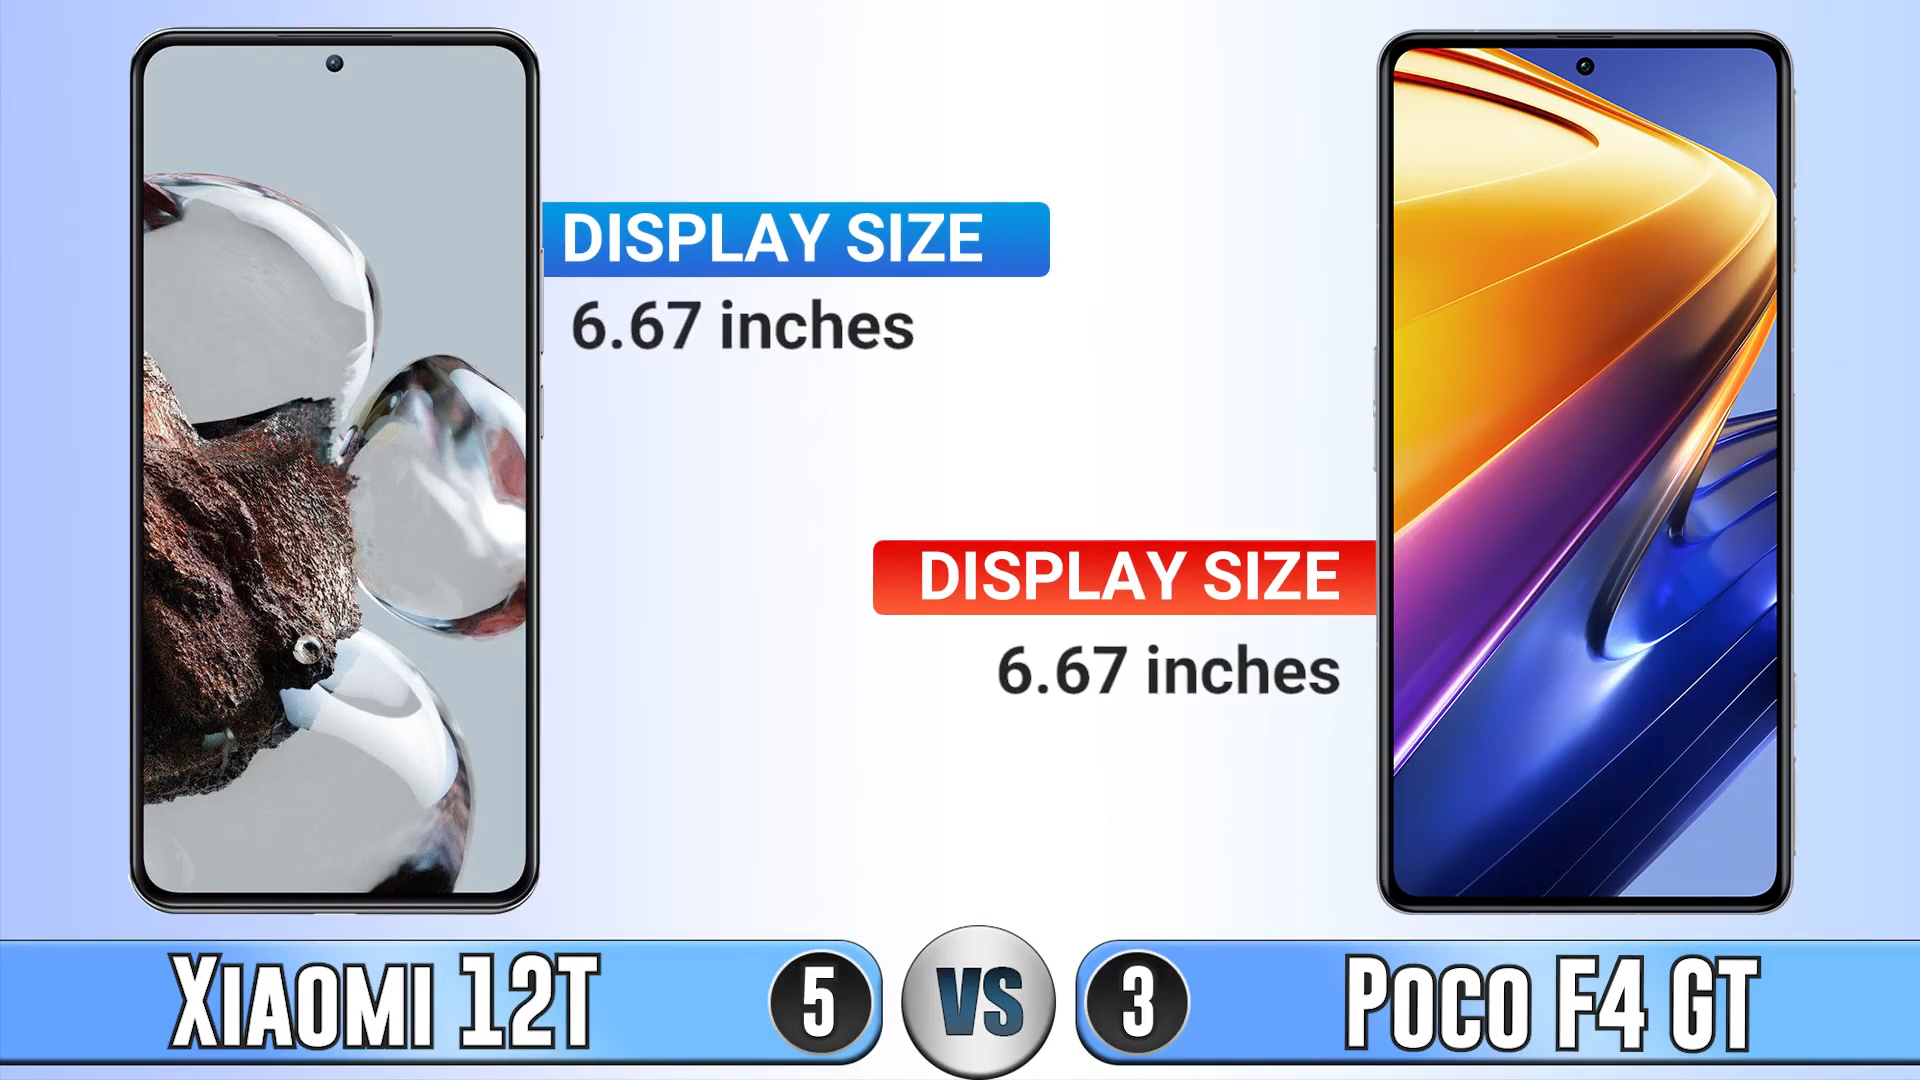 DISPLAY SIZE
6.67 inches
DISPLAY SIZE
6.67 inches
XIAOMI 12T
5
VS
3
POCO F4 GT